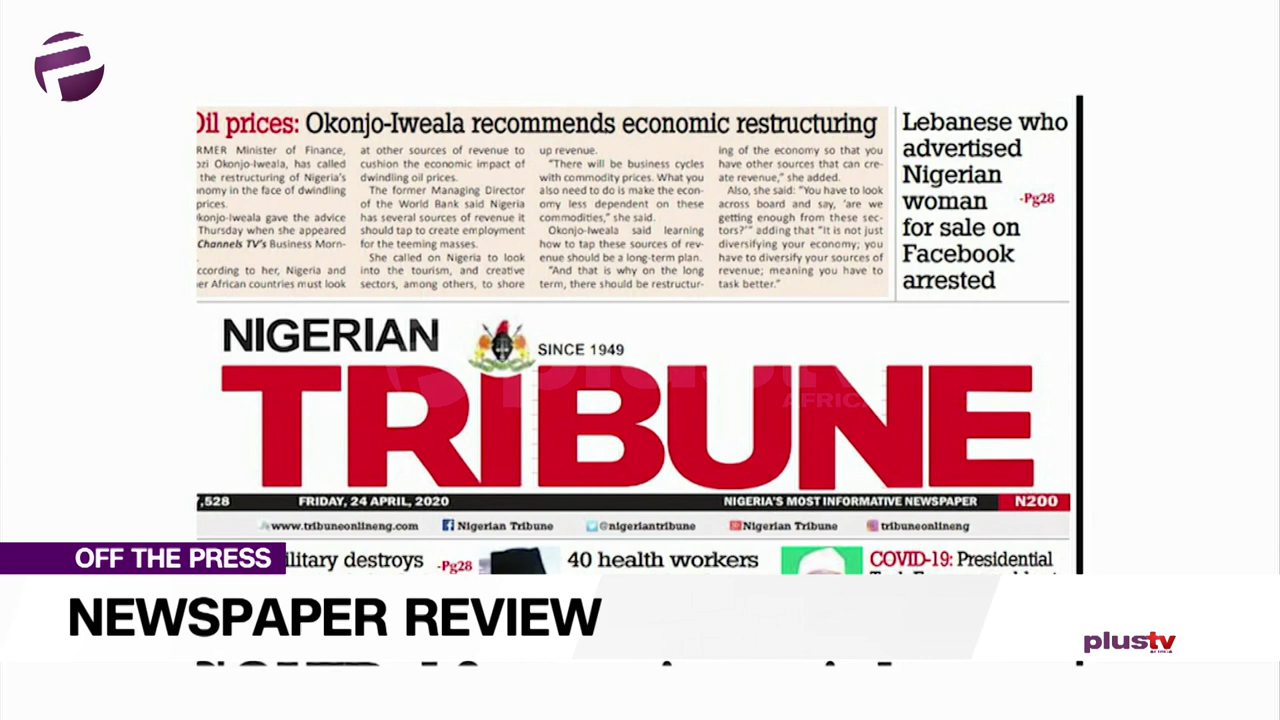 Oil prices: Okonjo-Iweala recommends economic restructuring
RMER Minister of Finance,
ozi Okonjo-Iweala, has called
the restructuring of Nigeria's
nomy in the face of dwindling
prices.
konjo-Iweala gave the advice
Thursday when she appeared
Channels TV's Business Morn-
ccording to her, Nigeria and
er African countries must look
at other sources of revenue to
cushion the economic impact of
dwindling oil prices.
The former Managing Director
of the World Bank said Nigeria
has several sources of revenue it
should tap to create employment
for the teeming masses.
She called on Nigeria to look
into the tourism, and creative
sectors, among others, to shore
up revenue.
"There will be business cycles
with commodity prices. What you
also need to do is make the econ-
omy less dependent on these
commodities," she said.
Okonjo-Iweala said learning
how to tap these sources of rev-
enue should be a long-term plan.
"And that is why on the long
term, there should be restructur-
ing of the economy so that you
have other sources that can cre-
ate revenue," she added.
Also, she said: "You have to look
across board and say, 'are we
getting enough from these sec-
tors?'" adding that "It is not just
diversifying your economy; you
have to diversify your sources of
revenue; meaning you have to
task better."
Lebanese who
advertised
Nigerian
woman -Pg28
for sale on
Facebook
arrested
NIGERIAN
SINCE 1949
TRIBUNE
plustv
AFRICA
7,528 FRIDAY, 24 APRIL, 2020 NIGERIA'S MOST INFORMATIVE NEWSPAPER N200
www.tribuneonlineng.com Nigerian Tribune @nigeriantribune Nigerian Tribune tribuneonlineng
OFF THE PRESS
ilitary destroys -Pg28
40 health workers
COVID-19: Presidential
NEWSPAPER REVIEW
plustv